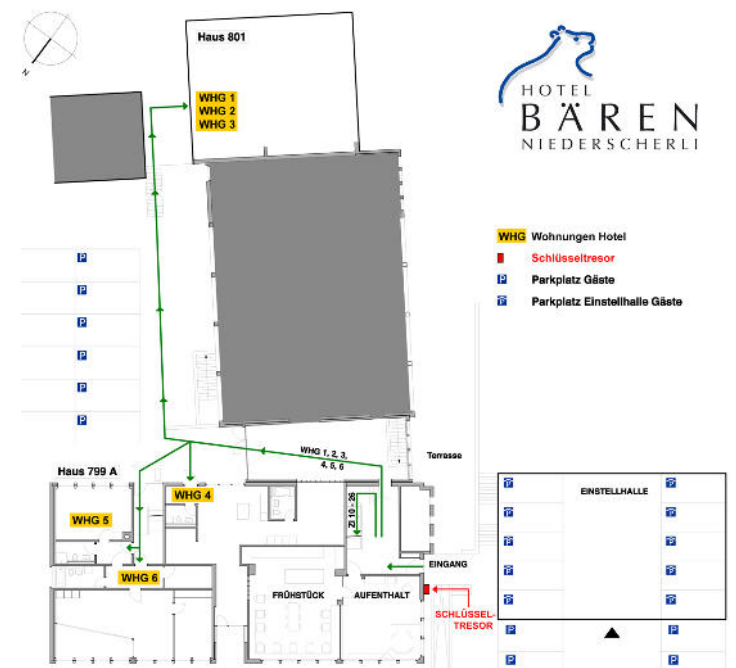 Haus 801
WHG 1
WHG 2
WHG 3
N
HOTEL
BÄREN
NIEDERSCHERLI
WHG Wohnungen Hotel
Schlüsseltresor
P Parkplatz Gäste
P Parkplatz Einstellhalle Gäste
P
P
P
P
P
P
WHG 1, 2, 3,
4, 5, 6
Terrasse
Haus 799 A
WHG 4
WHG 5
WHG 6
ZI 10 - 26
EINGANG
FRÜHSTÜCK
AUFENTHALT
SCHLÜSSEL-
TRESOR
EINSTELLHALLE
P
P
P
P
P
P
P
P
P
P
P
P
P
P